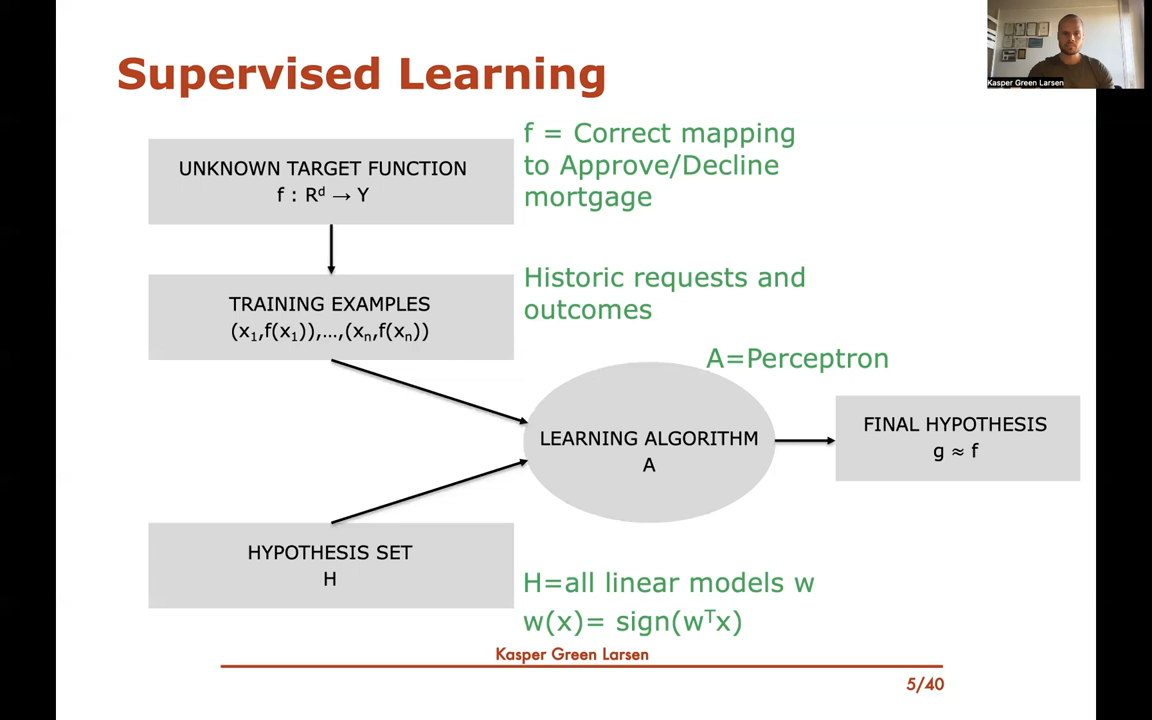 Supervised Learning
Kasper Green Larsen
UNKNOWN TARGET FUNCTION
f : Rᵈ → Y
f = Correct mapping
to Approve/Decline
mortgage
TRAINING EXAMPLES
(x₁,f(x₁)),...,(xₙ,f(xₙ))
Historic requests and
outcomes
A=Perceptron
LEARNING ALGORITHM
A
FINAL HYPOTHESIS
g ≈ f
HYPOTHESIS SET
H
H=all linear models w
w(x)= sign(wᵀx)
Kasper Green Larsen
5/40